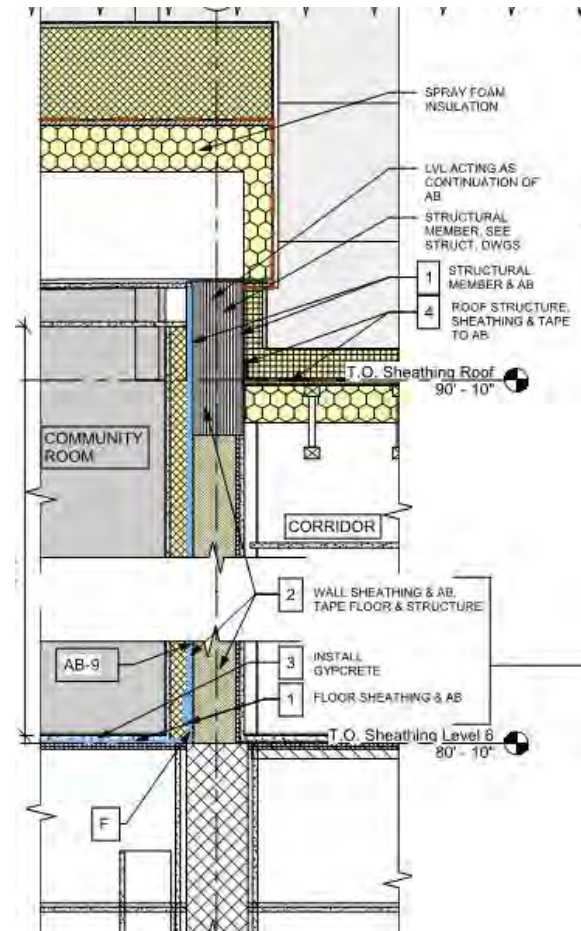 SPRAY FOAM
INSULATION
LVL ACTING AS
CONTINUATION OF
AB
STRUCTURAL
MEMBER, SEE
STRUCT. DWGS
1 STRUCTURAL
MEMBER & AB
4 ROOF STRUCTURE,
SHEATHING & TAPE
TO AB
T.O. Sheathing Roof
90' - 10"
COMMUNITY
ROOM
CORRIDOR
2 WALL SHEATHING & AB,
TAPE FLOOR & STRUCTURE
AB-9
3 INSTALL
GYPCRETE
1 FLOOR SHEATHING & AB
T.O. Sheathing Level 6
80' - 10"
F